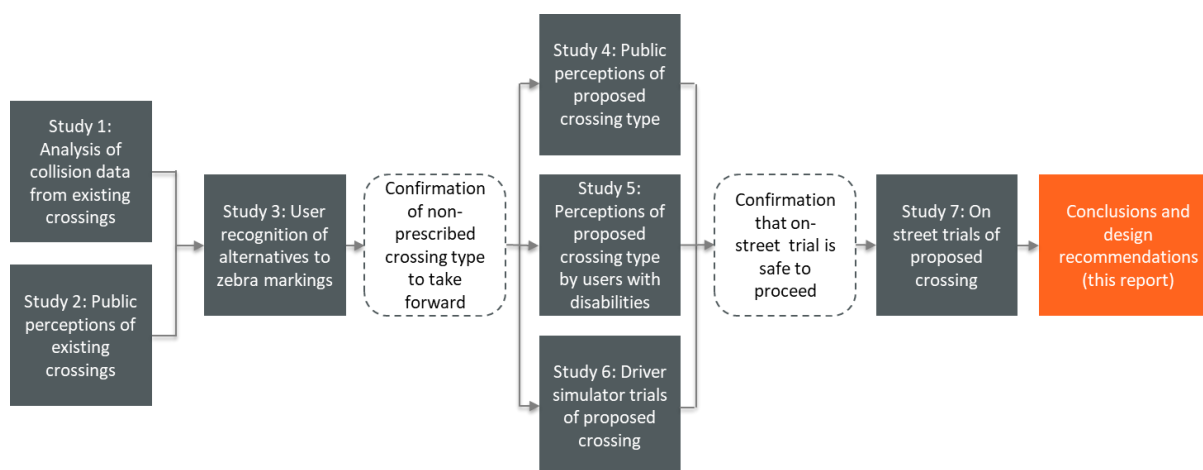 Study 1:
Analysis of
collision data
from existing
crossings
Study 2: Public
perceptions of
existing
crossings
Study 3: User
recognition of
alternatives to
zebra markings
Confirmation
of non-
prescribed
crossing type
to take
forward
Study 4: Public
perceptions of
proposed
crossing type
Study 5:
Perceptions of
proposed
crossing type
by users with
disabilities
Study 6: Driver
simulator trials
of proposed
crossing
Confirmation
that on-
street trial is
safe to
proceed
Study 7: On
street trials of
proposed
crossing
Conclusions and
design
recommendations
(this report)